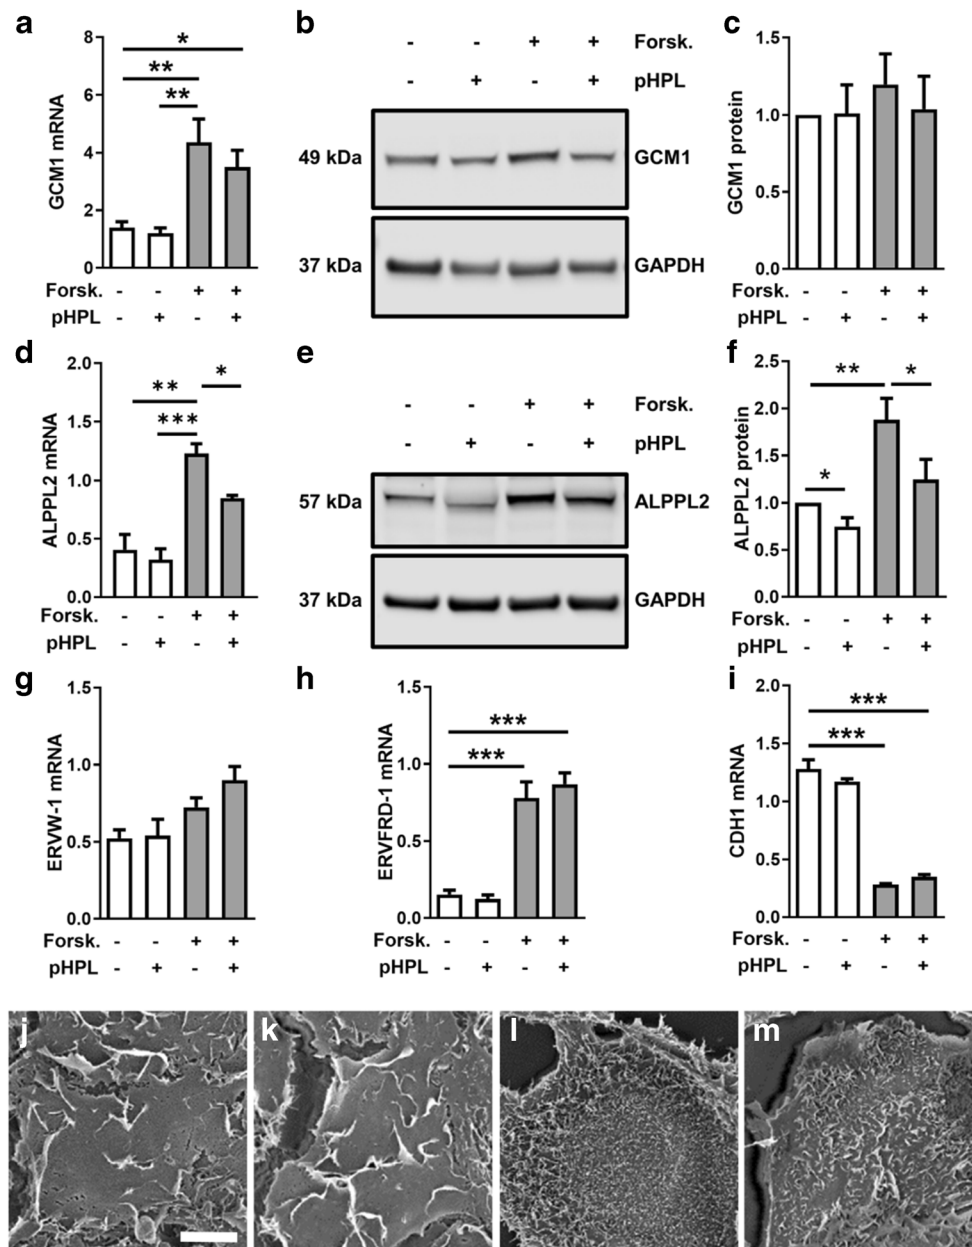 a
8
6
4
2
0
GCM1 mRNA
*
**
**
Forsk. - - + +
pHPL - + - +
b
- - + + Forsk.
- + - + pHPL
49 kDa GCM1
37 kDa GAPDH
c
1.5
1.0
0.5
0.0
GCM1 protein
Forsk. - - + +
pHPL - + - +
d
2.0
1.5
1.0
0.5
0.0
ALPPL2 mRNA
** *
***
Forsk. - - + +
pHPL - + - +
e
- - + + Forsk.
- + - + pHPL
57 kDa ALPPL2
37 kDa GAPDH
f
2.5
2.0
1.5
1.0
0.5
0.0
ALPPL2 protein
** *
*
Forsk. - - + +
pHPL - + - +
g
1.5
1.0
0.5
0.0
ERVW-1 mRNA
Forsk. - - + +
pHPL - + - +
h
1.5
1.0
0.5
0.0
ERVFRD-1 mRNA
***
***
Forsk. - - + +
pHPL - + - +
i
2.0
1.5
1.0
0.5
0.0
CDH1 mRNA
***
***
Forsk. - - + +
pHPL - + - +
j
k
l
m